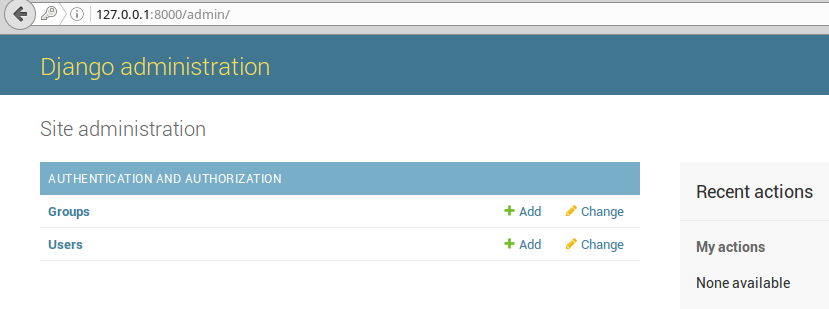 127.0.0.1:8000/admin/
Django administration
Site administration
AUTHENTICATION AND AUTHORIZATION
Groups Add Change
Users Add Change
Recent actions
My actions
None available